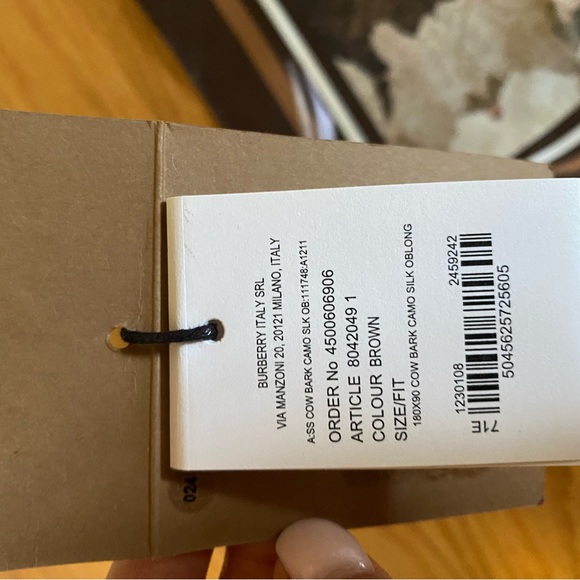 BURBERRY ITALY SRL
VIA MANZONI 20, 20121 MILANO, ITALY
A:SS COW BARK CAMO SLK OB:111748:A1211
ORDER No 4500606906
ARTICLE 8042049 1
COLOUR BROWN
SIZE/FIT
180X90 COW BARK CAMO SILK OBLONG
1230108
2459242
5045625725605
024